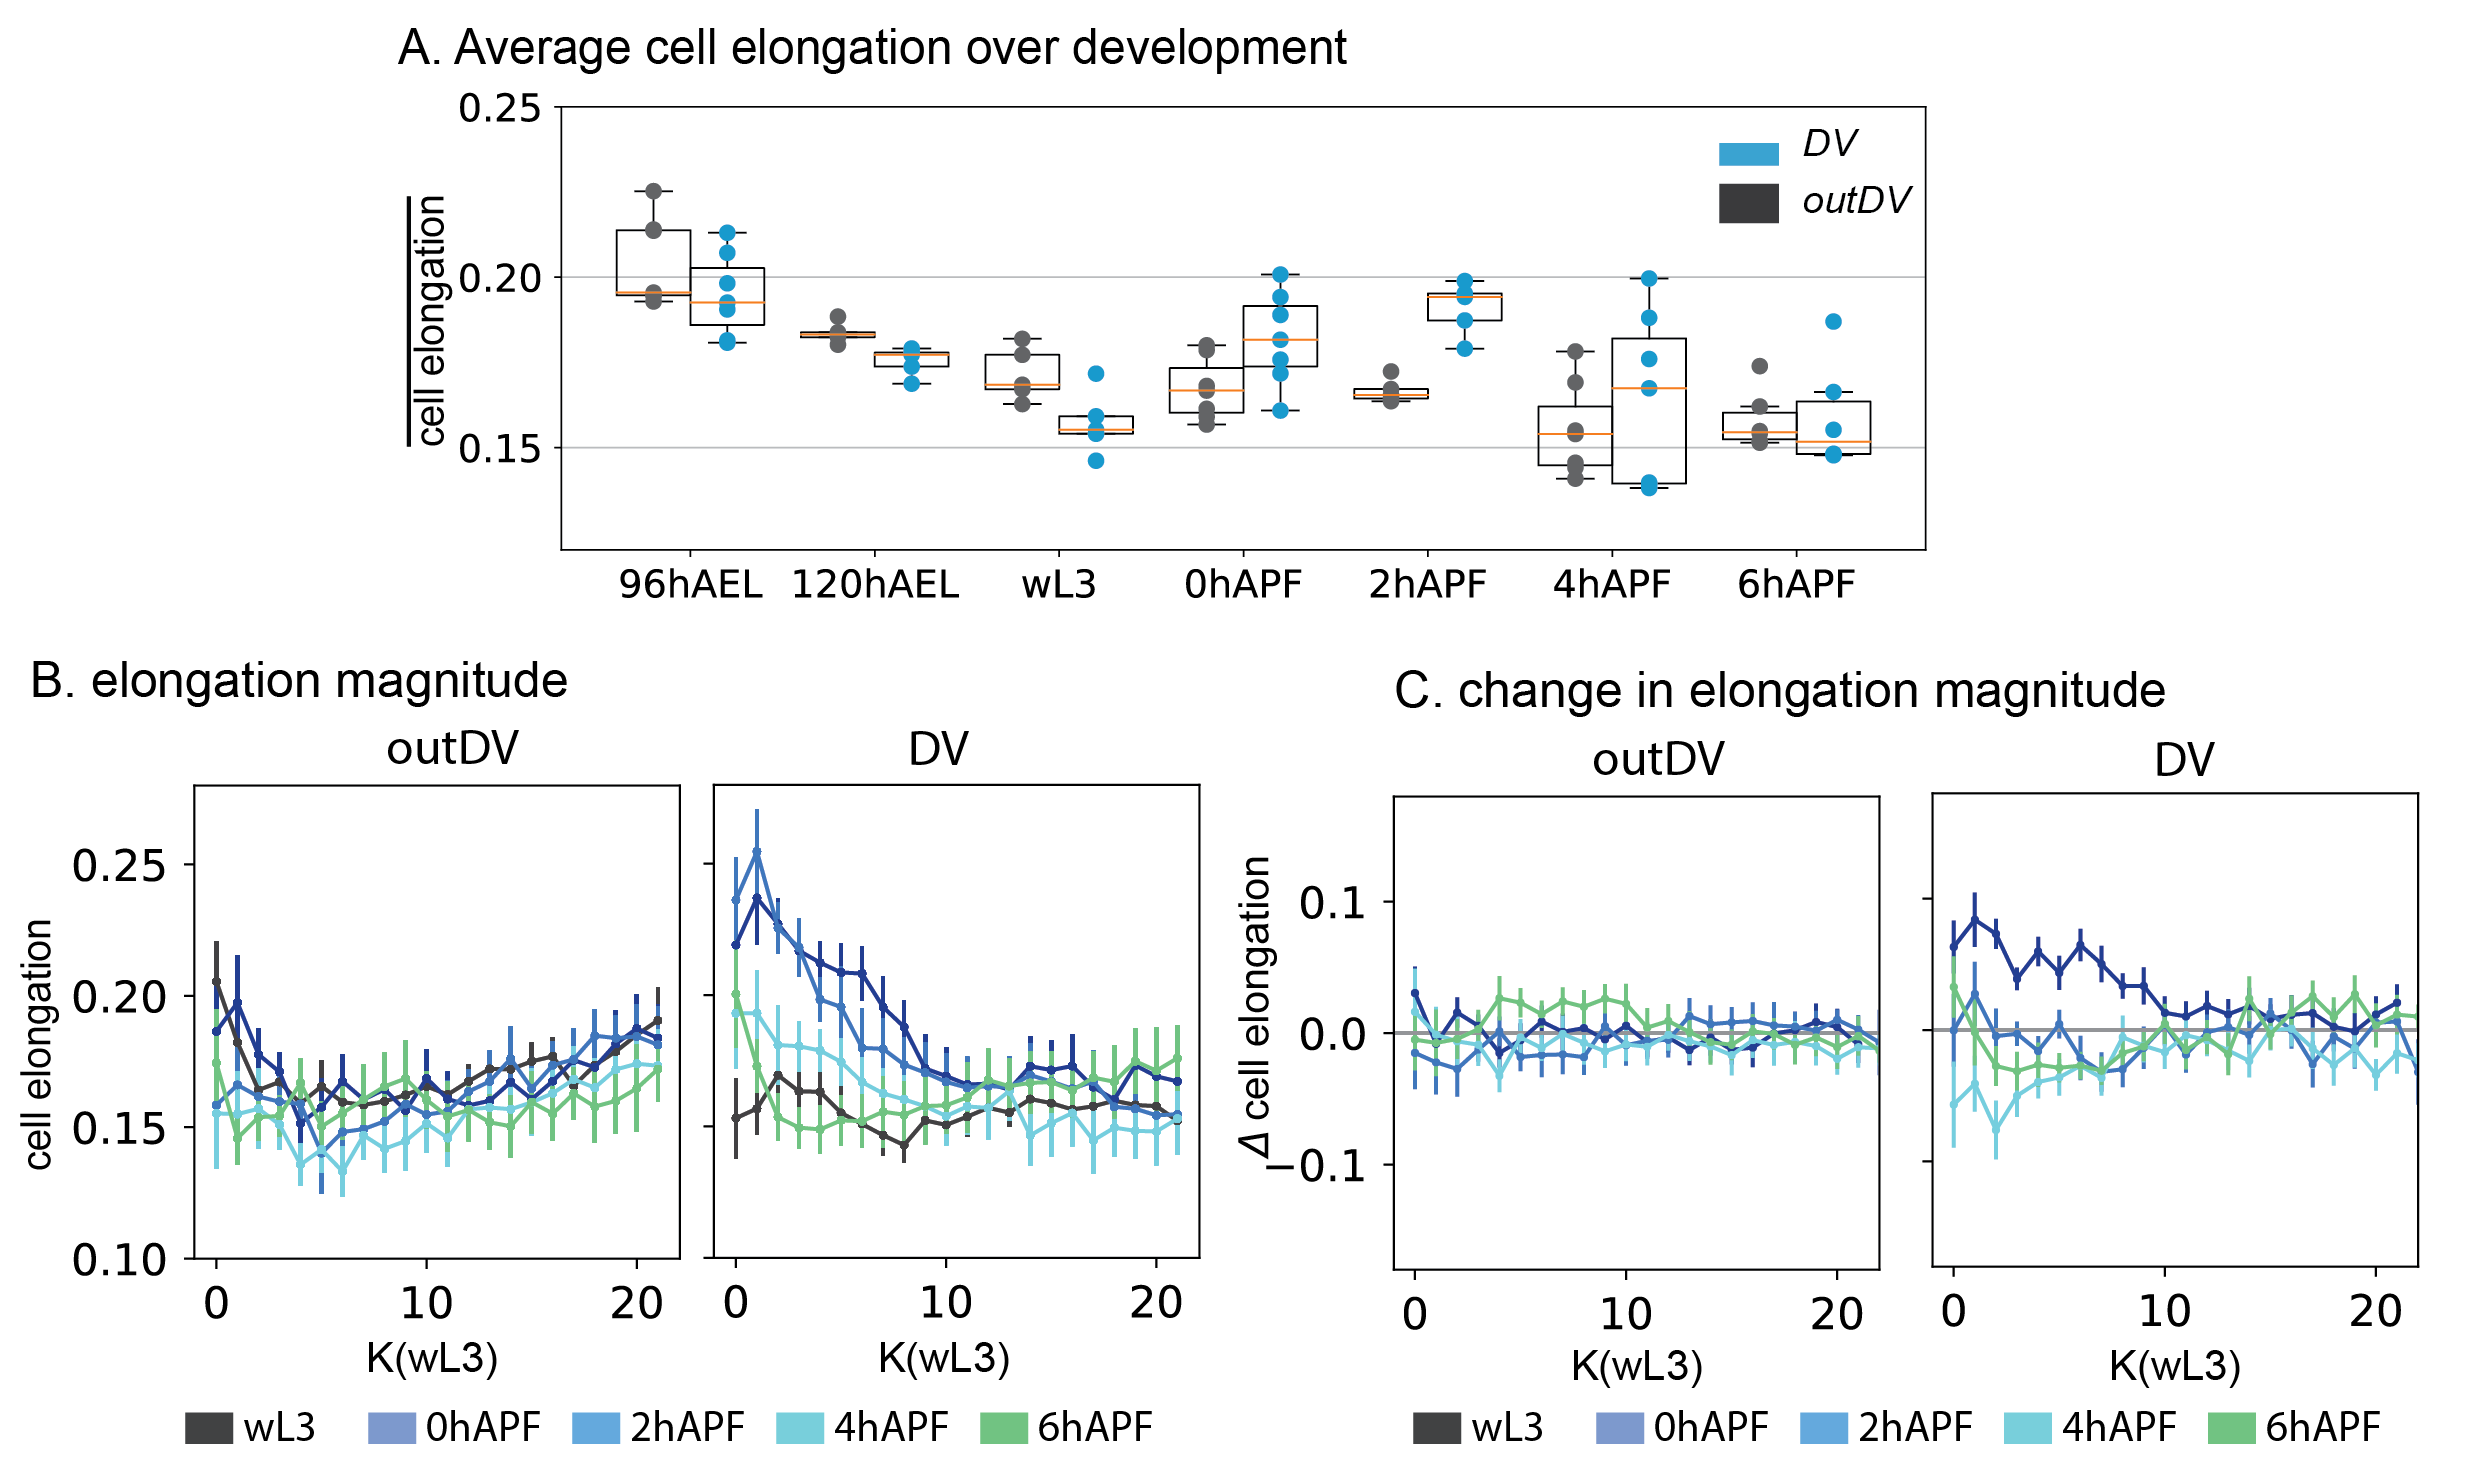 A. Average cell elongation over development
cell elongation
0.25
0.20
0.15
DV
outDV
96hAEL 120hAEL wL3 0hAPF 2hAPF 4hAPF 6hAPF
B. elongation magnitude
outDV DV
cell elongation
0.25
0.20
0.15
0.10
0 10 20 0 10 20
K(wL3) K(wL3)
wL3 0hAPF 2hAPF 4hAPF 6hAPF
C. change in elongation magnitude
outDV DV
Δ cell elongation
0.1
0.0
−0.1
0 10 20 0 10 20
K(wL3) K(wL3)
wL3 0hAPF 2hAPF 4hAPF 6hAPF